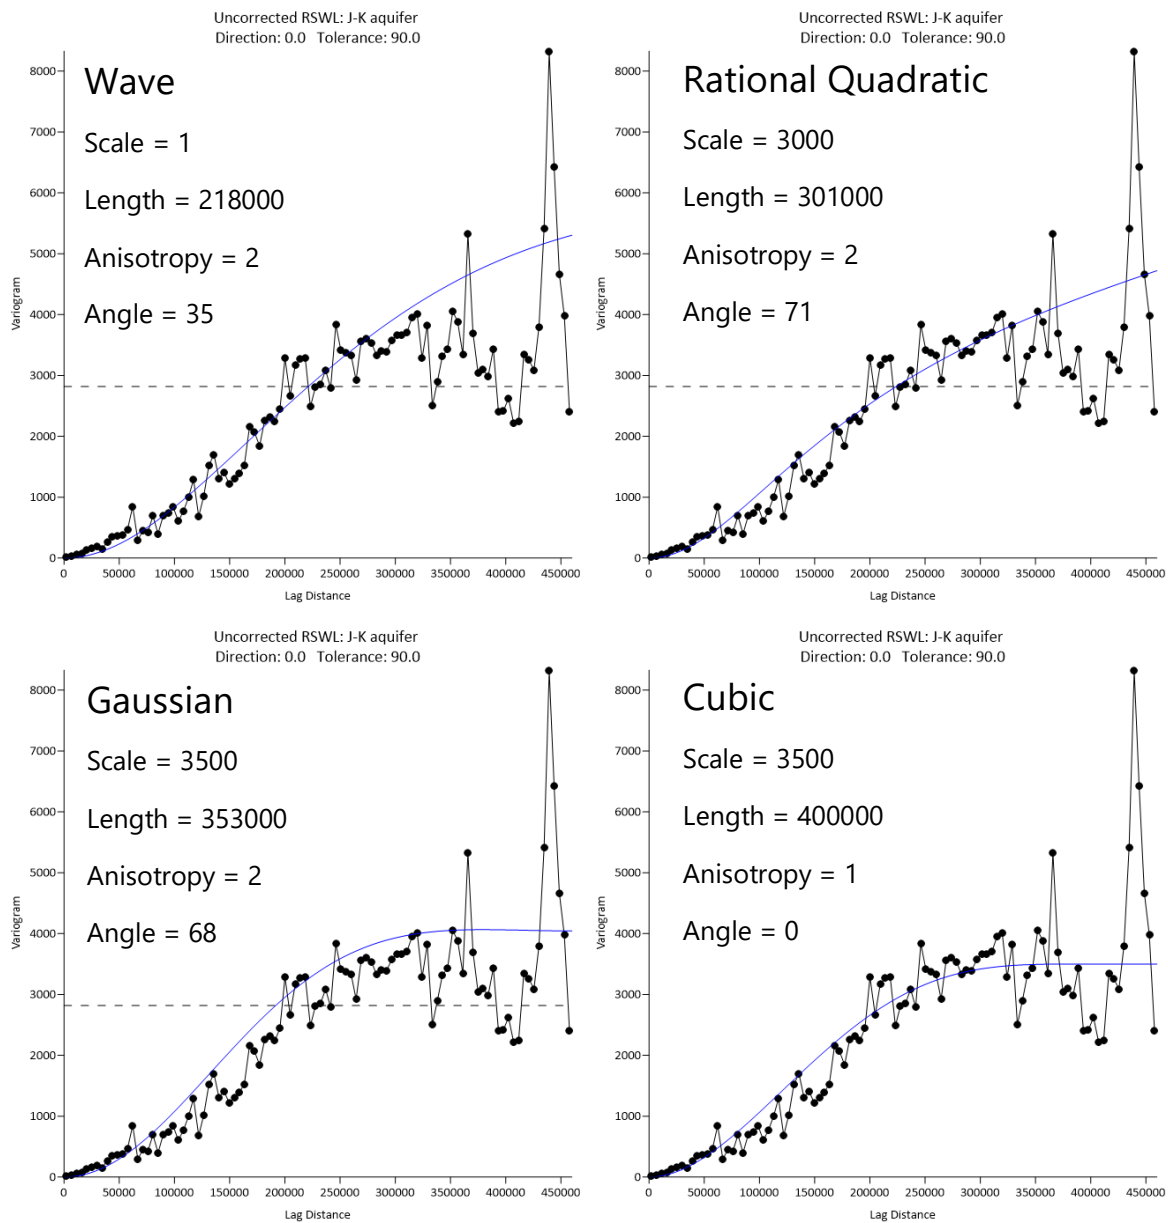 Uncorrected RSWL: J-K aquifer
Direction: 0.0 Tolerance: 90.0
Wave
Scale = 1
Length = 218000
Anisotropy = 2
Angle = 35
Variogram
8000
7000
6000
5000
4000
3000
2000
1000
0
0 50000 100000 150000 200000 250000 300000 350000 400000 450000
Lag Distance
Uncorrected RSWL: J-K aquifer
Direction: 0.0 Tolerance: 90.0
Rational Quadratic
Scale = 3000
Length = 301000
Anisotropy = 2
Angle = 71
Variogram
8000
7000
6000
5000
4000
3000
2000
1000
0
0 50000 100000 150000 200000 250000 300000 350000 400000 450000
Lag Distance
Uncorrected RSWL: J-K aquifer
Direction: 0.0 Tolerance: 90.0
Gaussian
Scale = 3500
Length = 353000
Anisotropy = 2
Angle = 68
Variogram
8000
7000
6000
5000
4000
3000
2000
1000
0
0 50000 100000 150000 200000 250000 300000 350000 400000 450000
Lag Distance
Uncorrected RSWL: J-K aquifer
Direction: 0.0 Tolerance: 90.0
Cubic
Scale = 3500
Length = 400000
Anisotropy = 1
Angle = 0
Variogram
8000
7000
6000
5000
4000
3000
2000
1000
0
0 50000 100000 150000 200000 250000 300000 350000 400000 450000
Lag Distance